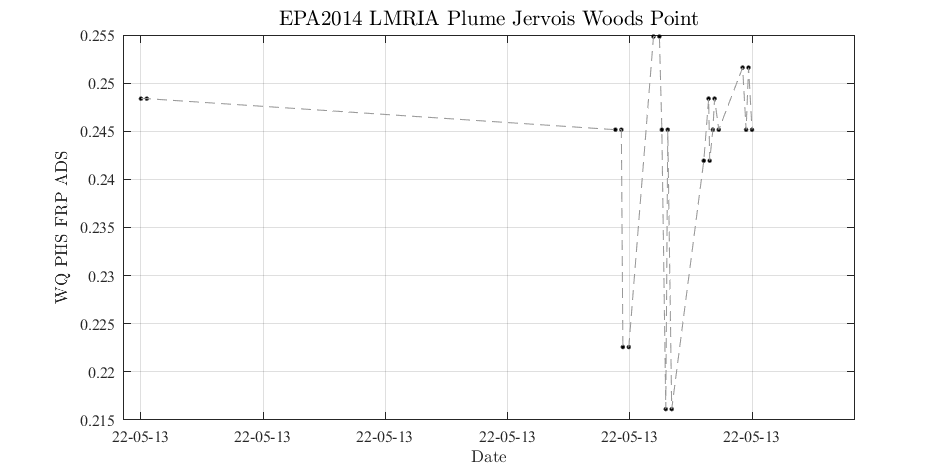 EPA2014 LMRIA Plume Jervois Woods Point
0.255
0.25
0.245
0.24
0.235
0.23
0.225
0.22
0.215
WQ PHS FRP ADS
22-05-13 22-05-13 22-05-13 22-05-13 22-05-13 22-05-13
Date